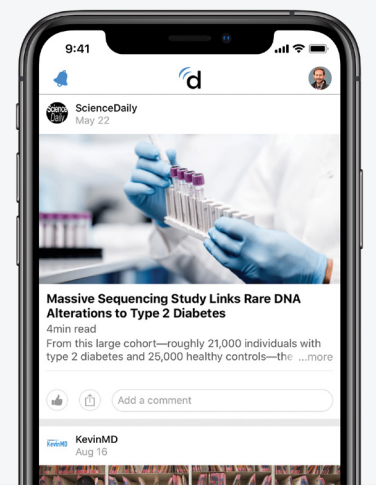 9:41
d
Science
Daily
ScienceDaily
May 22
Massive Sequencing Study Links Rare DNA
Alterations to Type 2 Diabetes
4min read
From this large cohort—roughly 21,000 individuals with
type 2 diabetes and 25,000 healthy controls—the ...more
Add a comment
KevinMD
KevinMD
Aug 16